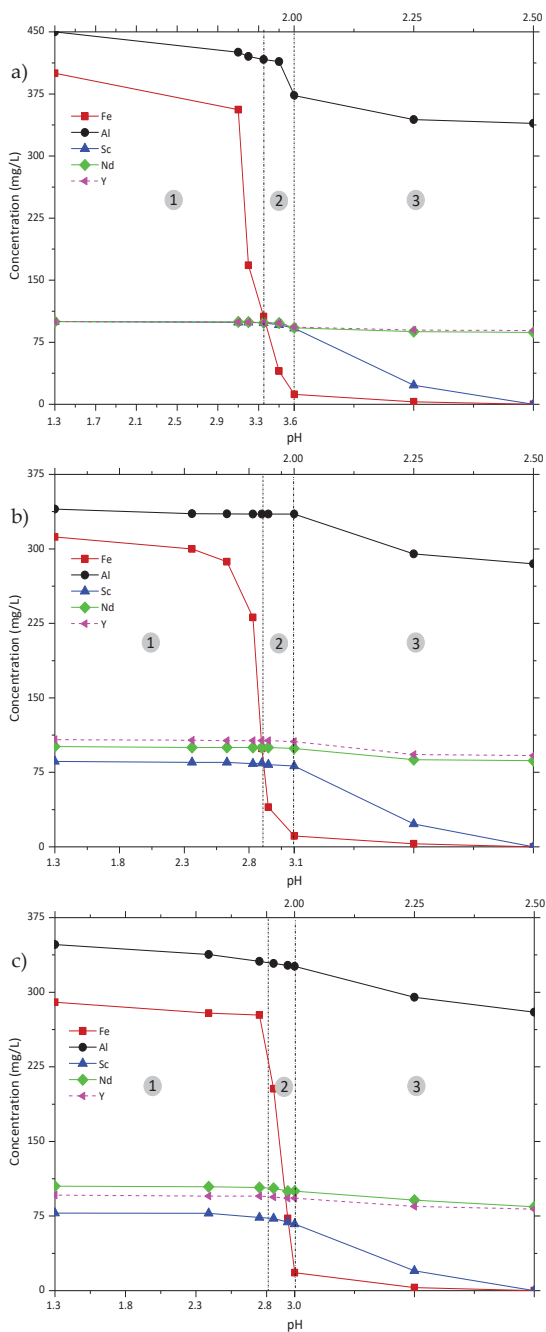 2.00 2.25 2.50
a)
450
375
300
225
150
75
0
Concentration (mg/L)
Fe
Al
Sc
Nd
Y
1 2 3
1.3 1.7 2.1 2.5 2.9 3.3 3.6
pH
2.00 2.25 2.50
b)
375
300
225
150
75
0
Concentration (mg/L)
Fe
Al
Sc
Nd
Y
1 2 3
1.3 1.8 2.3 2.8 3.1
pH
2.00 2.25 2.50
c)
375
300
225
150
75
0
Concentration (mg/L)
Fe
Al
Sc
Nd
Y
1 2 3
1.3 1.8 2.3 2.8 3.0
pH